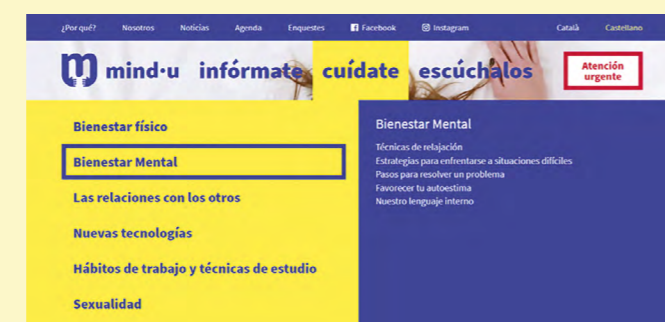 ¿Por qué? Nosotros Noticias Agenda Enquestes Facebook Instagram Català Castellano
mind·u infórmate cuídate escúchalos Atención urgente
Bienestar físico
Bienestar Mental
Las relaciones con los otros
Nuevas tecnologías
Hábitos de trabajo y técnicas de estudio
Sexualidad
Bienestar Mental
Técnicas de relajación
Estrategias para enfrentarse a situaciones difíciles
Pasos para resolver un problema
Favorecer tu autoestima
Nuestro lenguaje interno